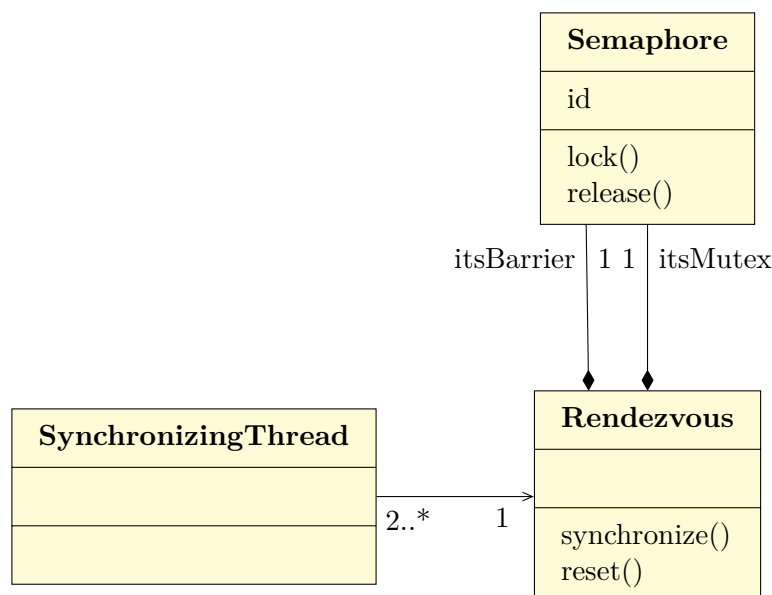 Semaphore
id
lock()
release()
itsBarrier 1 1 itsMutex
SynchronizingThread
2..* 1
Rendezvous
synchronize()
reset()